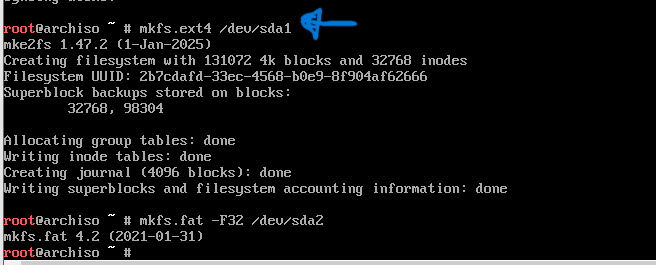 root@archiso ~ # mkfs.ext4 /dev/sda1
mke2fs 1.47.2 (1-Jan-2025)
Creating filesystem with 131072 4k blocks and 32768 inodes
Filesystem UUID: 2b7cdafd-33ec-4568-b0e9-8f904af62666
Superblock backups stored on blocks:
        32768, 98304

Allocating group tables: done
Writing inode tables: done
Creating journal (4096 blocks): done
Writing superblocks and filesystem accounting information: done

root@archiso ~ # mkfs.fat -F32 /dev/sda2
mkfs.fat 4.2 (2021-01-31)
root@archiso ~ #